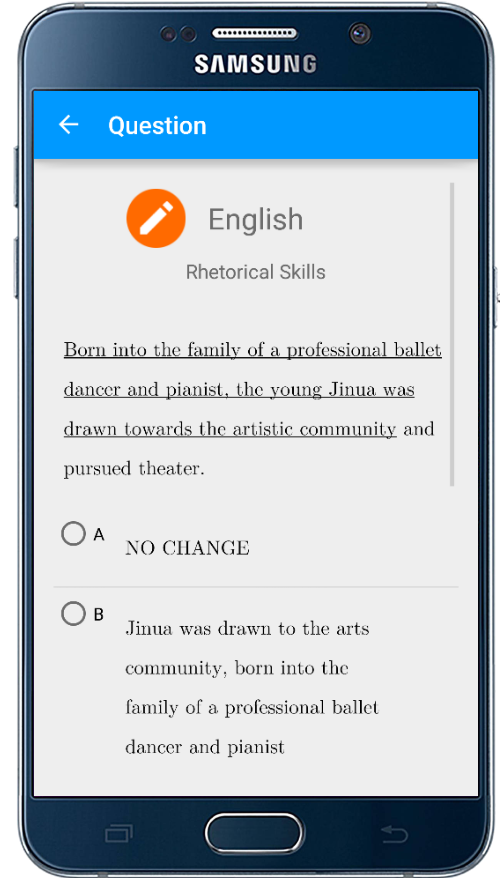 SAMSUNG
Question
English
Rhetorical Skills
Born into the family of a professional ballet
dancer and pianist, the young Jinua was
drawn towards the artistic community and
pursued theater.
A
NO CHANGE
B
Jinua was drawn to the arts
community, born into the
family of a professional ballet
dancer and pianist